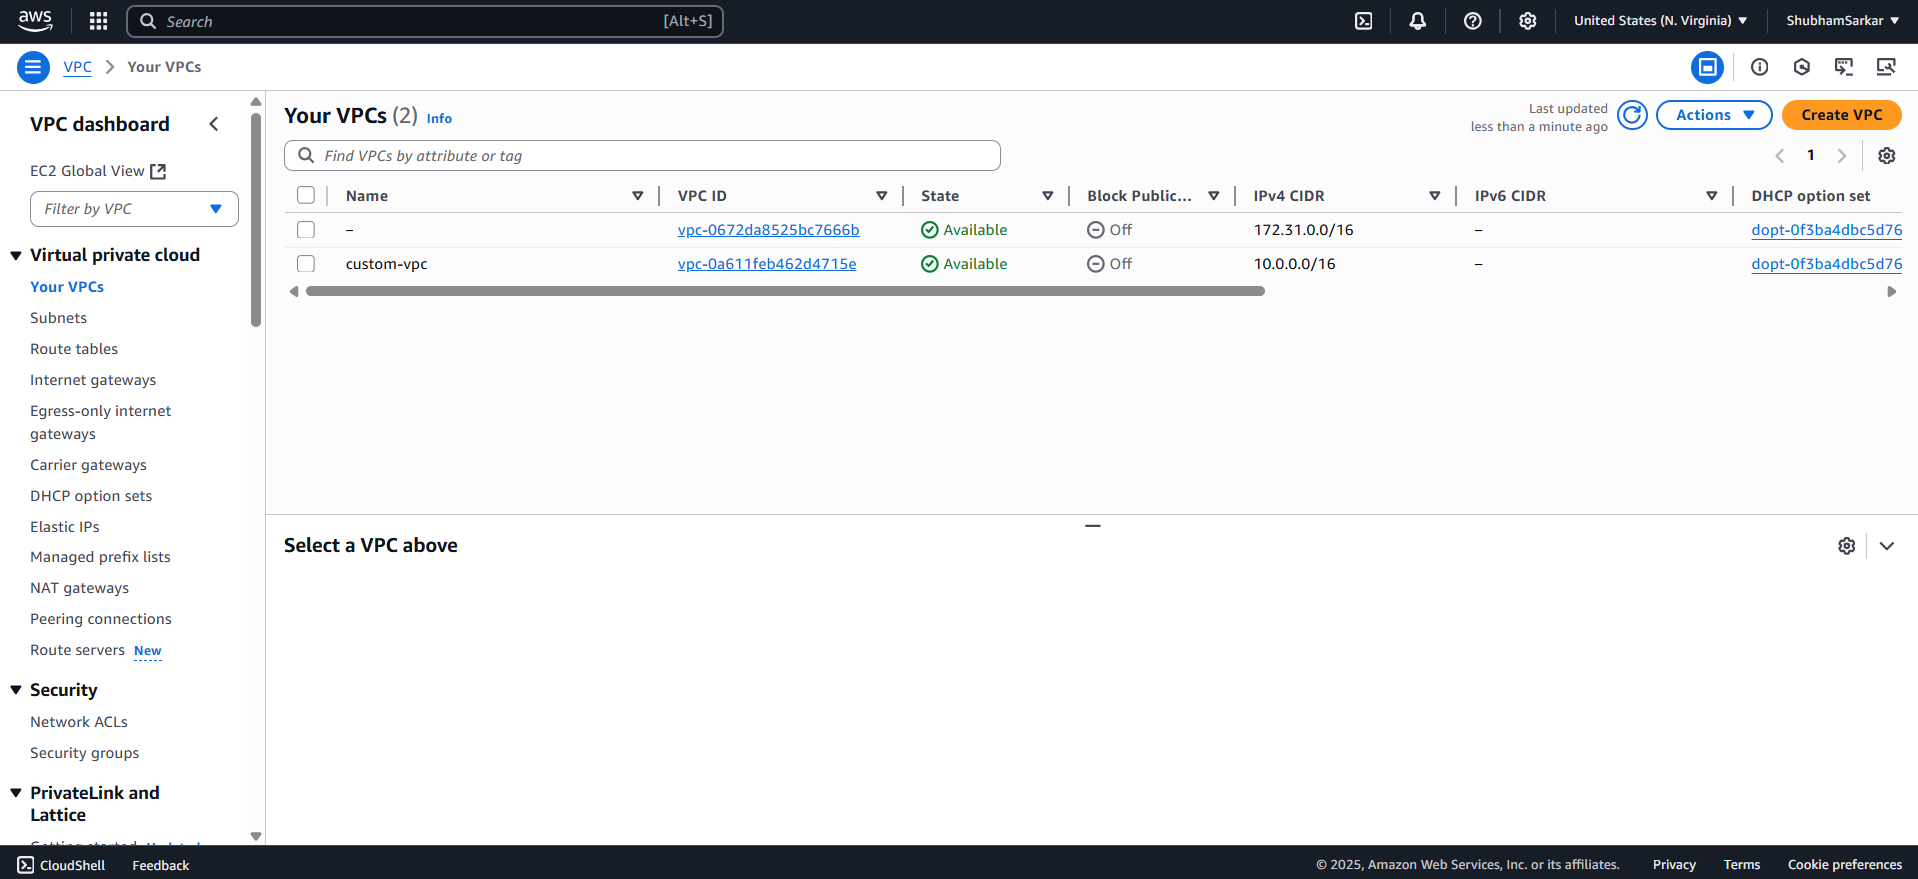 aws
Search [Alt+S]
United States (N. Virginia)
ShubhamSarkar
VPC
Your VPCs
VPC dashboard
EC2 Global View
Filter by VPC
Virtual private cloud
Your VPCs
Subnets
Route tables
Internet gateways
Egress-only internet
gateways
Carrier gateways
DHCP option sets
Elastic IPs
Managed prefix lists
NAT gateways
Peering connections
Route servers New
Security
Network ACLs
Security groups
PrivateLink and
Lattice
Your VPCs (2) Info
Last updated
less than a minute ago
Actions
Create VPC
Find VPCs by attribute or tag
1
Name VPC ID State Block Public... IPv4 CIDR IPv6 CIDR DHCP option set
– vpc-0672da8525bc7666b Available Off 172.31.0.0/16 – dopt-0f3ba4dbc5d76
custom-vpc vpc-0a611feb462d4715e Available Off 10.0.0.0/16 – dopt-0f3ba4dbc5d76
Select a VPC above
CloudShell Feedback
© 2025, Amazon Web Services, Inc. or its affiliates. Privacy Terms Cookie preferences